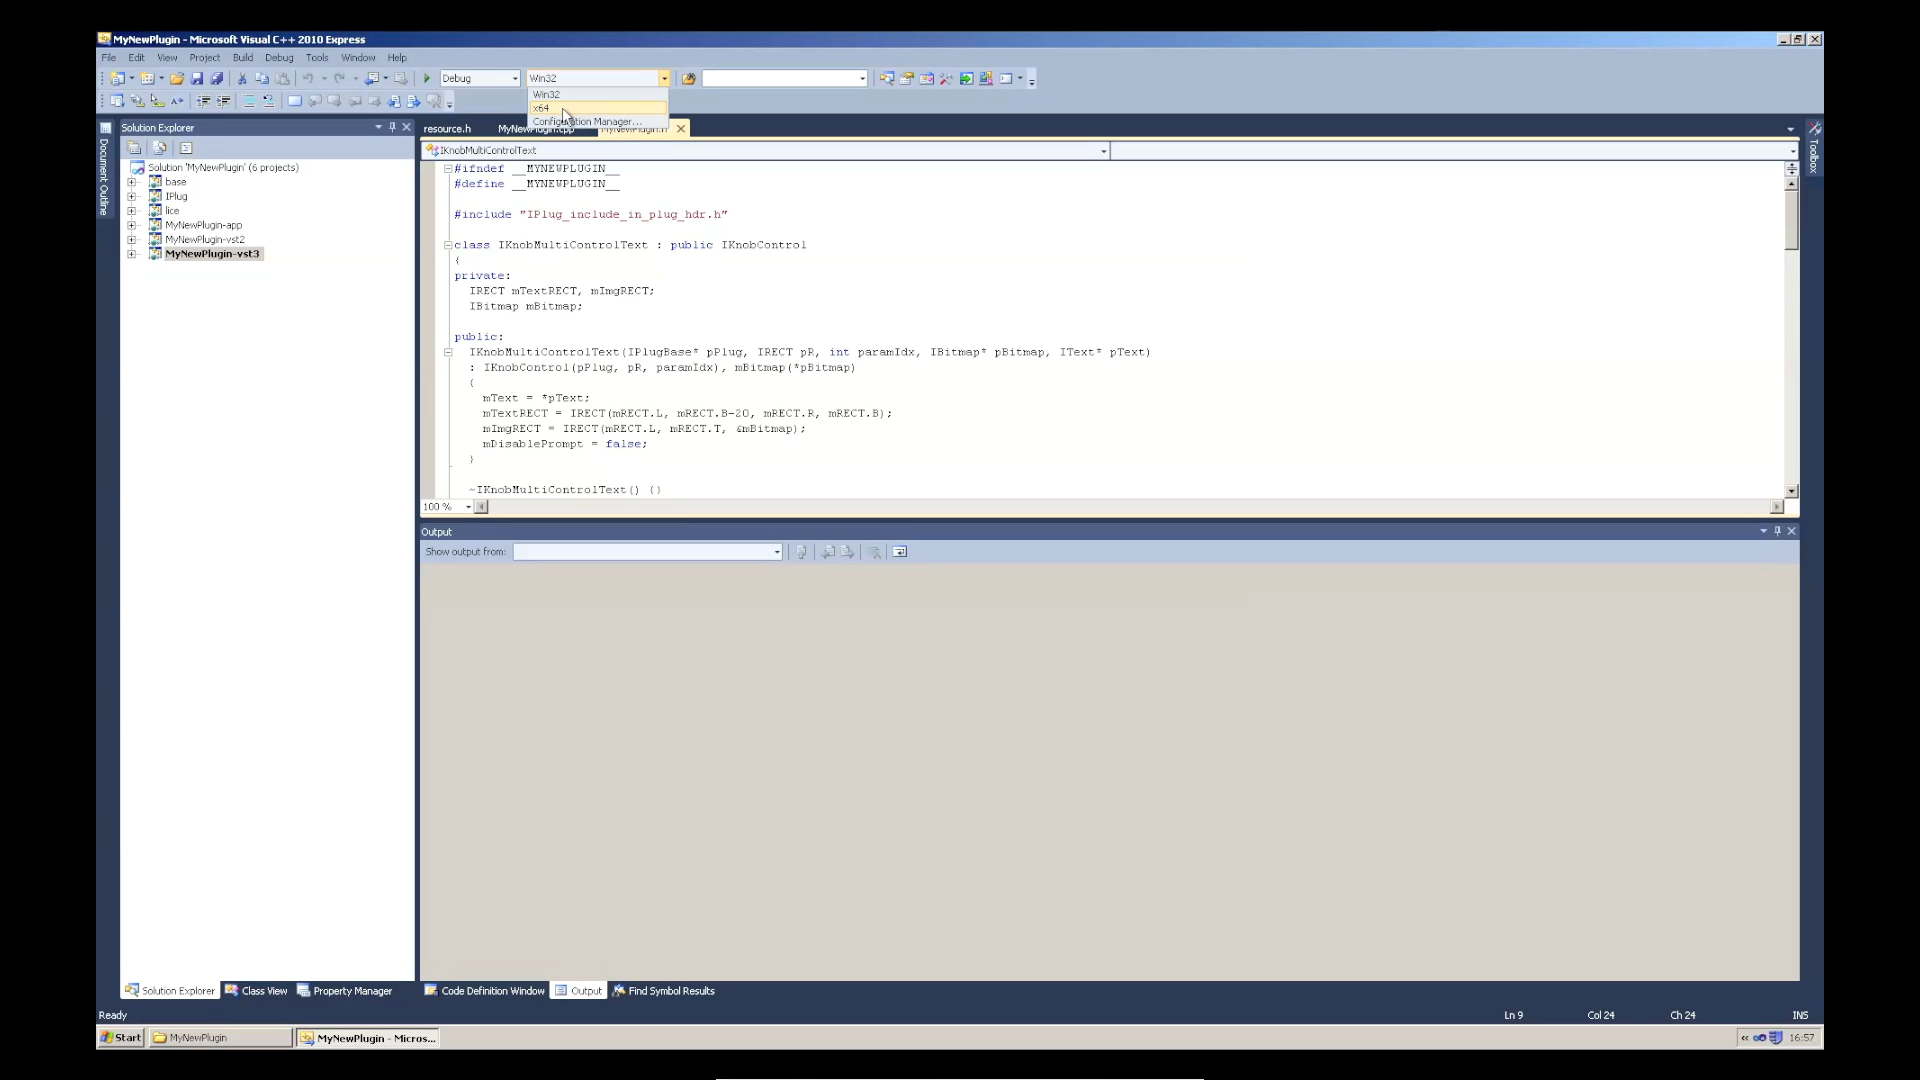 MyNewPlugin - Microsoft Visual C++ 2010 Express
File Edit View Project Build Debug Tools Window Help
Debug Win32
Win32
x64
Configuration Manager...
Solution Explorer
resource.h MyNewPlugin.cpp MyNewPlugin.h
IKnobMultiControlText
Document Outline
Toolbox
Solution 'MyNewPlugin' (6 projects)
base
IPlug
lice
MyNewPlugin-app
MyNewPlugin-vst2
MyNewPlugin-vst3
#ifndef __MYNEWPLUGIN__
#define __MYNEWPLUGIN__
#include "IPlug_include_in_plug_hdr.h"
class IKnobMultiControlText : public IKnobControl
{
private:
IRECT mTextRECT, mImgRECT;
IBitmap mBitmap;
public:
IKnobMultiControlText(IPlugBase* pPlug, IRECT pR, int paramIdx, IBitmap* pBitmap, IText* pText)
: IKnobControl(pPlug, pR, paramIdx), mBitmap(*pBitmap)
{
mText = *pText;
mTextRECT = IRECT(mRECT.L, mRECT.B-20, mRECT.R, mRECT.B);
mImgRECT = IRECT(mRECT.L, mRECT.T, &mBitmap);
mDisablePrompt = false;
}
~IKnobMultiControlText() {}
100 %
Output
Show output from:
Solution Explorer Class View Property Manager
Code Definition Window Output Find Symbol Results
Ready Ln 9 Col 24 Ch 24 INS
Start MyNewPlugin MyNewPlugin - Micros... 16:57